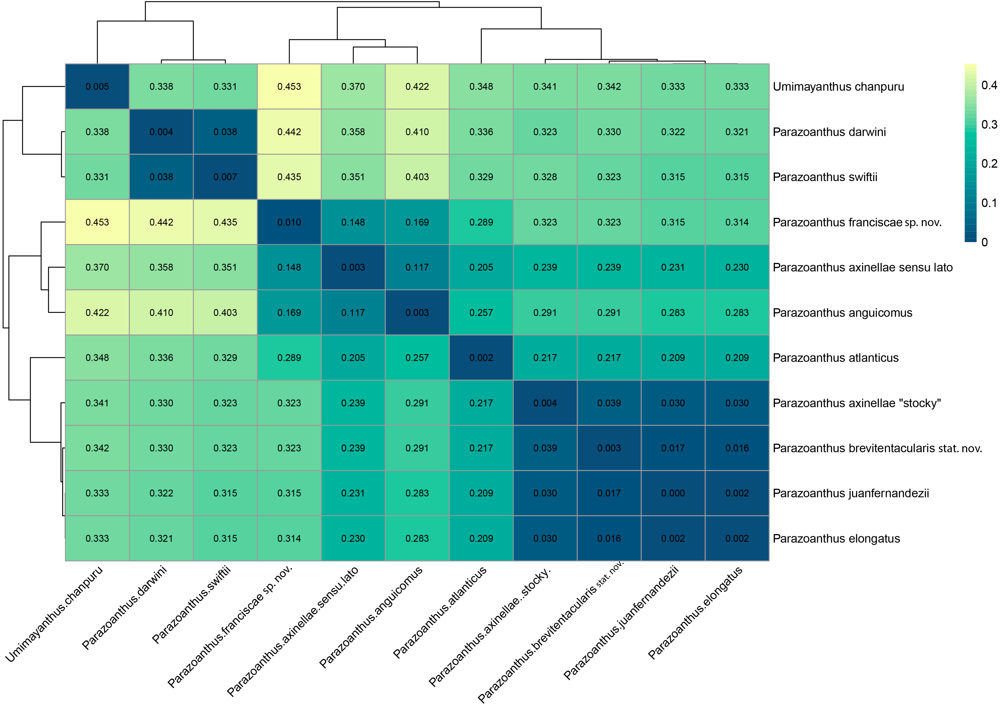 0.005 0.338 0.331 0.453 0.370 0.422 0.348 0.341 0.342 0.333 0.333 Umimayanthus chanpuru
0.338 0.004 0.038 0.442 0.358 0.410 0.336 0.323 0.330 0.322 0.321 Parazoanthus darwini
0.331 0.038 0.007 0.435 0.351 0.403 0.329 0.328 0.323 0.315 0.315 Parazoanthus swiftii
0.453 0.442 0.435 0.010 0.148 0.169 0.289 0.323 0.323 0.315 0.314 Parazoanthus franciscae sp. nov.
0.370 0.358 0.351 0.148 0.003 0.117 0.205 0.239 0.239 0.231 0.230 Parazoanthus axinellae sensu lato
0.422 0.410 0.403 0.169 0.117 0.003 0.257 0.291 0.291 0.283 0.283 Parazoanthus anguicomus
0.348 0.336 0.329 0.289 0.205 0.257 0.002 0.217 0.217 0.209 0.209 Parazoanthus atlanticus
0.341 0.330 0.323 0.323 0.239 0.291 0.217 0.004 0.039 0.030 0.030 Parazoanthus axinellae "stocky"
0.342 0.330 0.323 0.323 0.239 0.291 0.217 0.039 0.003 0.017 0.016 Parazoanthus brevitentacularis stat. nov.
0.333 0.322 0.315 0.315 0.231 0.283 0.209 0.030 0.017 0.000 0.002 Parazoanthus juanfernandezii
0.333 0.321 0.315 0.314 0.230 0.283 0.209 0.030 0.016 0.002 0.002 Parazoanthus elongatus
0.4
0.3
0.2
0.1
0
Umimayanthus.chanpuru
Parazoanthus.darwini
Parazoanthus.swiftii
Parazoanthus.franciscae sp. nov.
Parazoanthus.axinellae.sensu.lato
Parazoanthus.anguicomus
Parazoanthus.atlanticus
Parazoanthus.axinellae..stocky.
Parazoanthus.brevitentacularis stat. nov.
Parazoanthus.juanfernandezii
Parazoanthus.elongatus